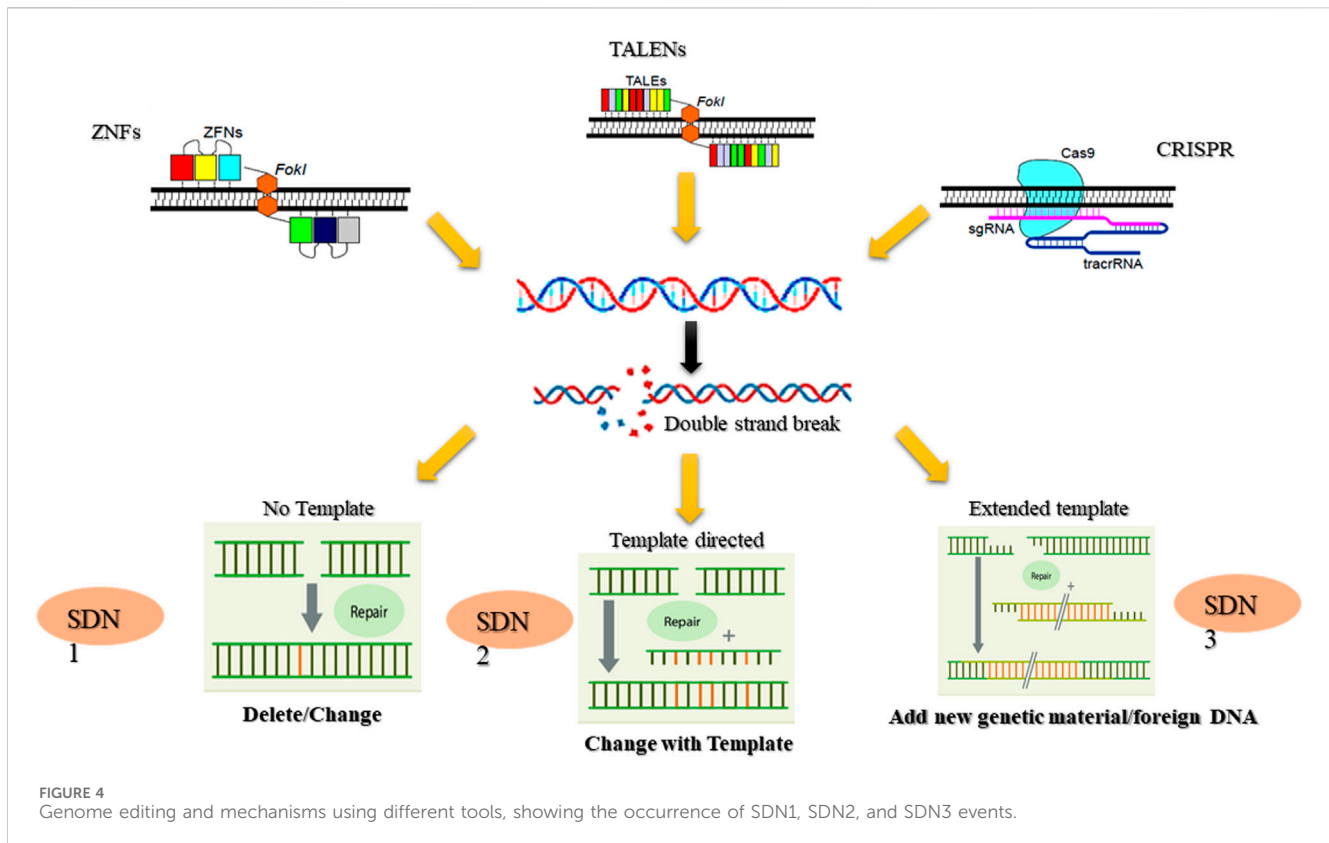 TALENs
TALEs
FokI
ZNFs
ZFNs
FokI
Cas9
CRISPR
sgRNA
tracrRNA
Double strand break
No Template
Repair
SDN
1
Delete/Change
Template directed
Repair
+
SDN
2
Change with Template
Extended template
Repair
+
SDN
3
Add new genetic material/foreign DNA
FIGURE 4
Genome editing and mechanisms using different tools, showing the occurrence of SDN1, SDN2, and SDN3 events.